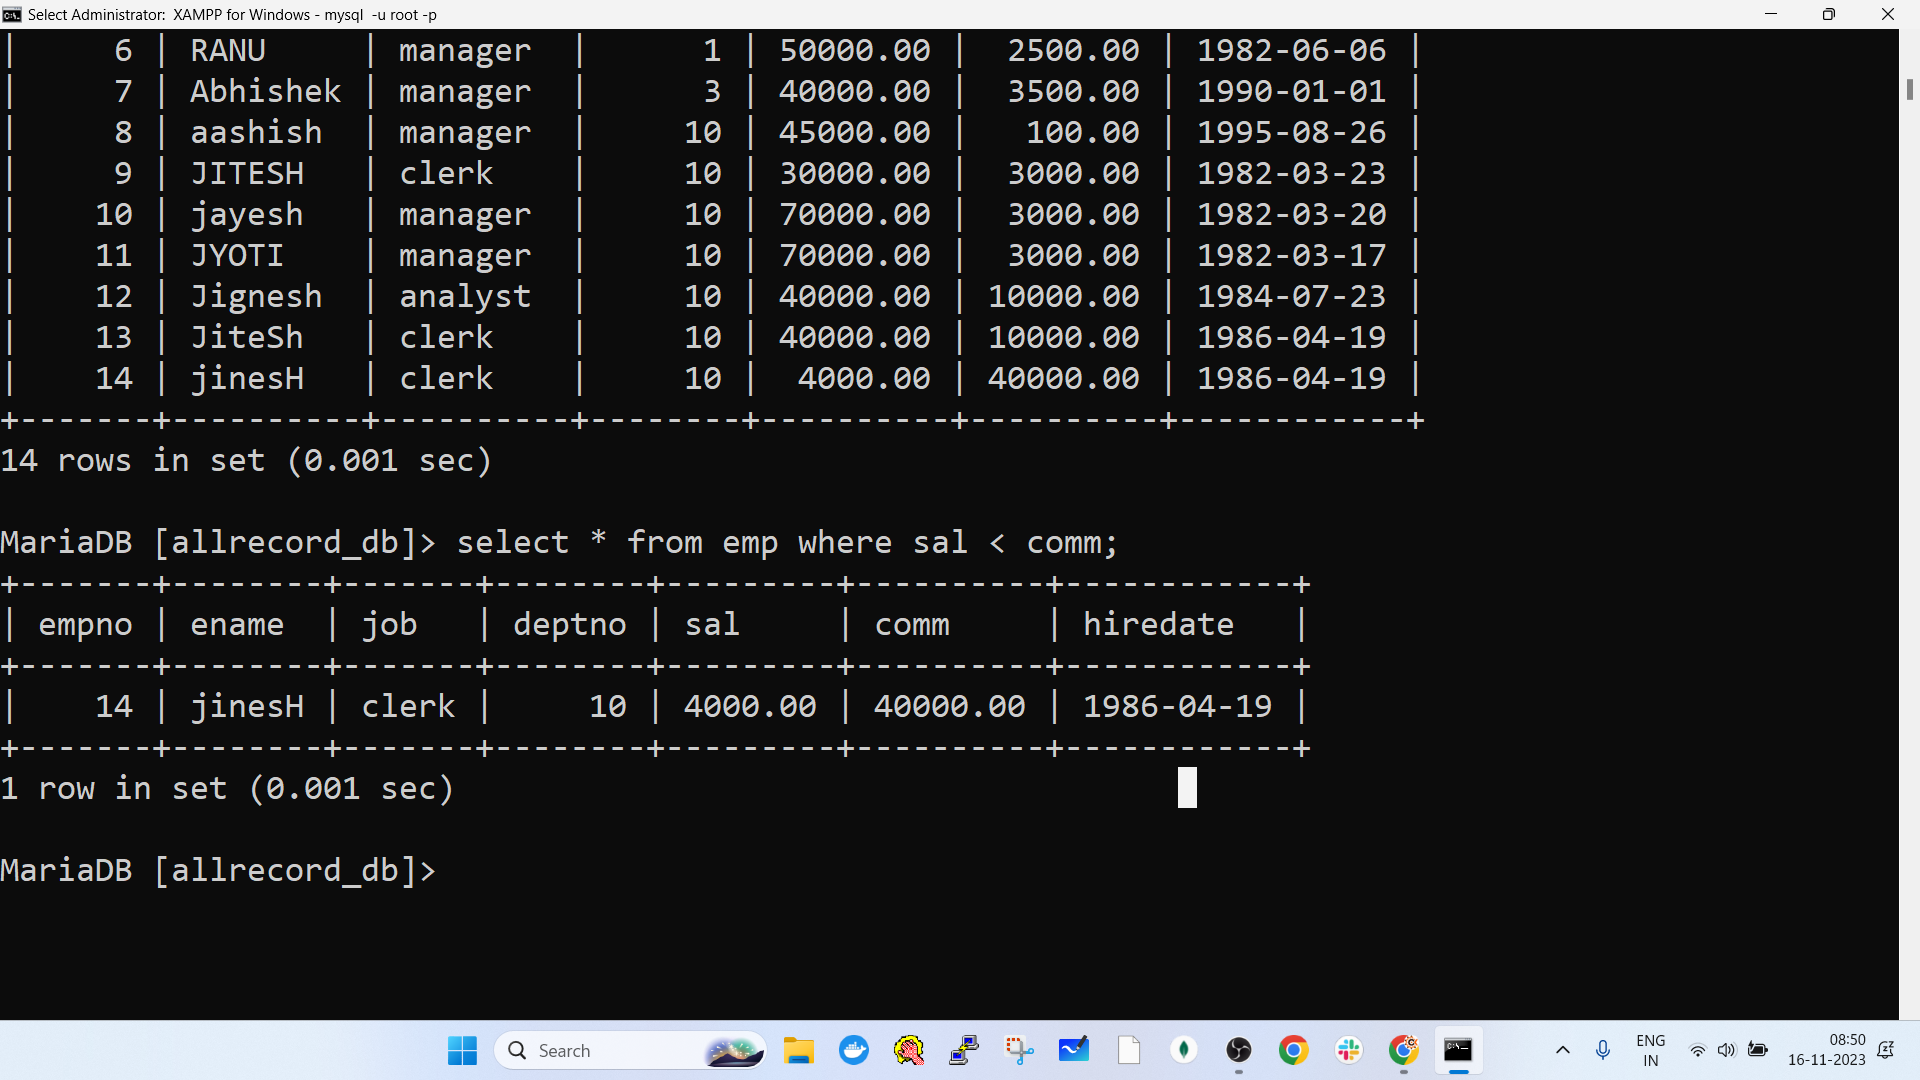 Select Administrator:  XAMPP for Windows - mysql  -u root -p
|     6 | RANU     | manager  |      1 | 50000.00 |  2500.00 | 1982-06-06 |
|     7 | Abhishek | manager  |      3 | 40000.00 |  3500.00 | 1990-01-01 |
|     8 | aashish  | manager  |     10 | 45000.00 |   100.00 | 1995-08-26 |
|     9 | JITESH   | clerk    |     10 | 30000.00 |  3000.00 | 1982-03-23 |
|    10 | jayesh   | manager  |     10 | 70000.00 |  3000.00 | 1982-03-20 |
|    11 | JYOTI    | manager  |     10 | 70000.00 |  3000.00 | 1982-03-17 |
|    12 | Jignesh  | analyst  |     10 | 40000.00 | 10000.00 | 1984-07-23 |
|    13 | JiteSh   | clerk    |     10 | 40000.00 | 10000.00 | 1986-04-19 |
|    14 | jinesH   | clerk    |     10 |  4000.00 | 40000.00 | 1986-04-19 |
+-------+----------+----------+--------+----------+----------+------------+
14 rows in set (0.001 sec)
MariaDB [allrecord_db]> select * from emp where sal < comm;
+-------+--------+-------+--------+---------+----------+------------+
| empno | ename  | job   | deptno | sal     | comm     | hiredate   |
+-------+--------+-------+--------+---------+----------+------------+
|    14 | jinesH | clerk |     10 | 4000.00 | 40000.00 | 1986-04-19 |
+-------+--------+-------+--------+---------+----------+------------+
1 row in set (0.001 sec)
MariaDB [allrecord_db]>
Search
ENG
IN
08:50
16-11-2023